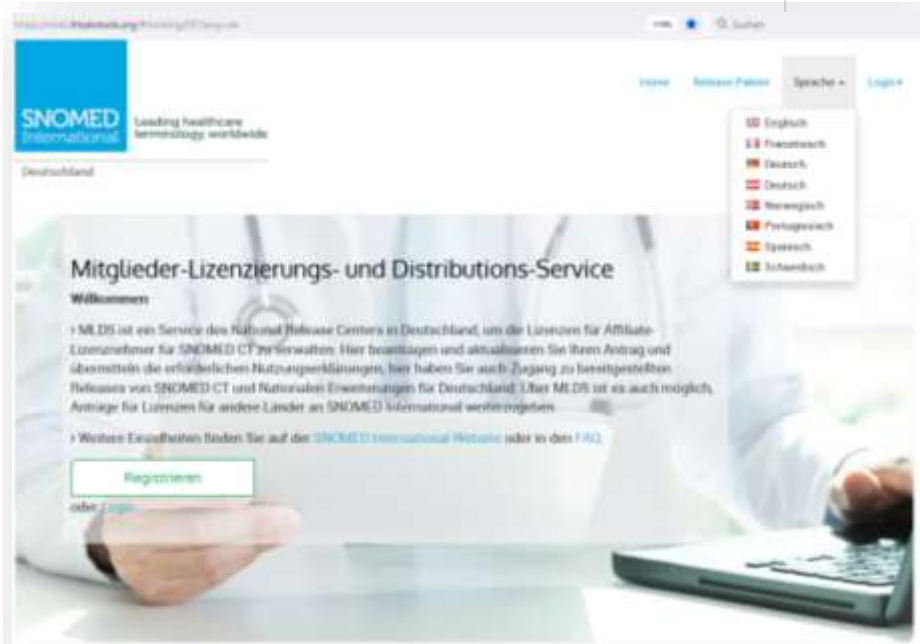 Suchen
Home Release-Pakete Sprache Login
SNOMED
International
Leading healthcare
terminology, worldwide
Deutschland
Englisch
Französisch
Deutsch
Deutsch
Norwegisch
Portugiesisch
Spanisch
Schwedisch
Mitglieder-Lizenzierungs- und Distributions-Service
Willkommen
› MLDS ist ein Service des National Release Centers in Deutschland, um die Lizenzen für Affiliate-
Lizenznehmer für SNOMED CT zu verwalten. Hier beantragen und aktualisieren Sie Ihren Antrag und
übermitteln die erforderlichen Nutzungserklärungen, hier haben Sie auch Zugang zu bereitgestellten
Releases von SNOMED CT und Nationalen Erweiterungen für Deutschland. Über MLDS ist es auch möglich,
Anträge für Lizenzen für andere Länder an SNOMED International weiterzugeben.
› Weitere Einzelheiten finden Sie auf der SNOMED International Website oder in den FAQ.
Registrieren
oder Login